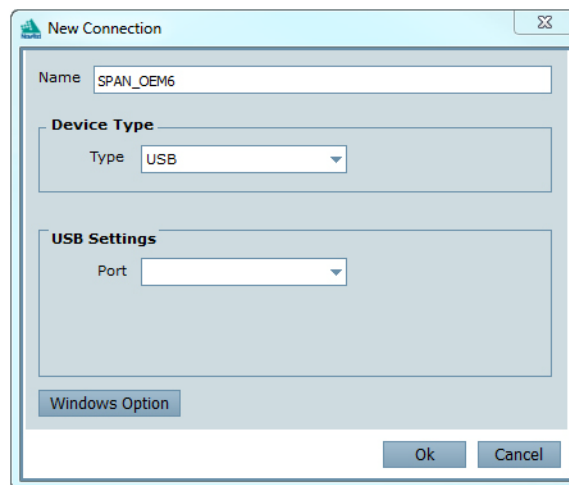 New Connection
Name SPAN_OEM6
Device Type
Type USB
USB Settings
Port
Windows Option
Ok Cancel